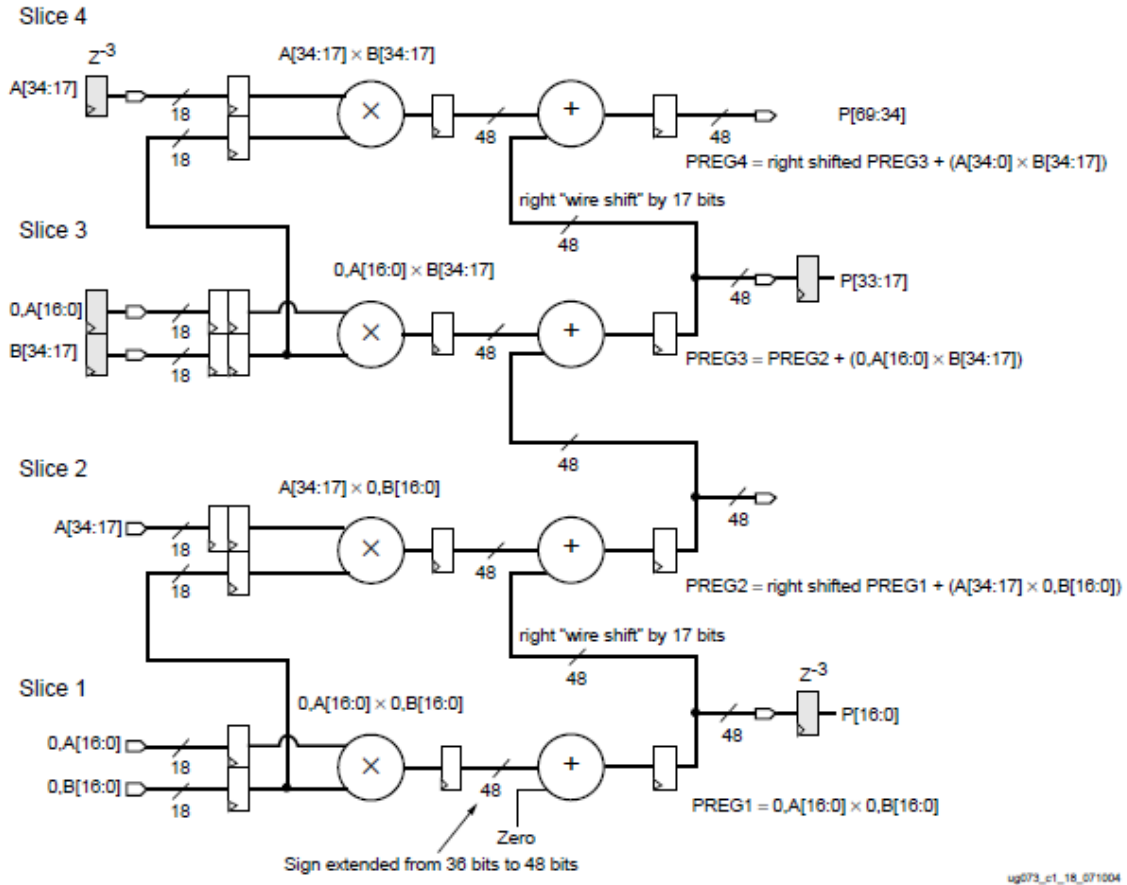 Slice 4
Z-3
A[34:17] × B[34:17]
A[34:17]
18
18
48
+
×
48
P[69:34]
PREG4 = right shifted PREG3 + (A[34:0] × B[34:17])
right "wire shift" by 17 bits
48
Slice 3
0,A[16:0] × B[34:17]
0,A[16:0]
18
B[34:17]
18
×
48
+
48
P[33:17]
PREG3 = PREG2 + (0,A[16:0] × B[34:17])
48
Slice 2
A[34:17] × 0,B[16:0]
A[34:17]
18
18
×
48
+
48
PREG2 = right shifted PREG1 + (A[34:17] × 0,B[16:0])
right "wire shift" by 17 bits
48
Slice 1
0,A[16:0] × 0,B[16:0]
Z-3
0,A[16:0]
18
0,B[16:0]
18
×
48
+
48
P[16:0]
Zero
PREG1 = 0,A[16:0] × 0,B[16:0]
Sign extended from 36 bits to 48 bits
ug073_c1_18_071004